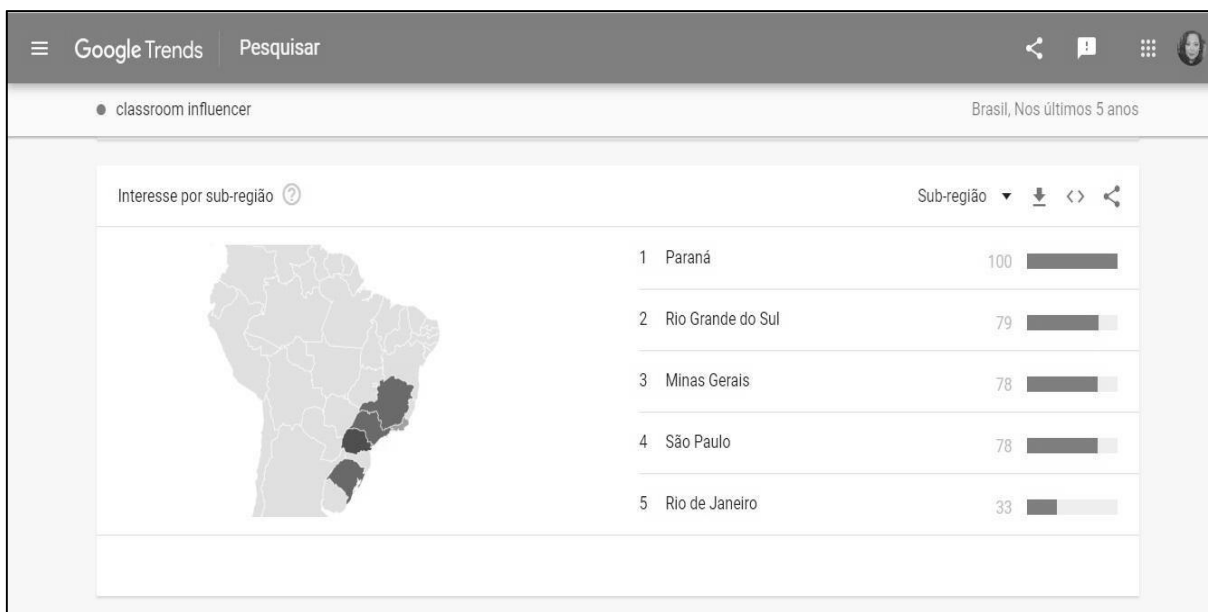 Google Trends Pesquisar
classroom influencer Brasil, Nos últimos 5 anos
Interesse por sub-região Sub-região
1 Paraná 100
2 Rio Grande do Sul 79
3 Minas Gerais 78
4 São Paulo 78
5 Rio de Janeiro 33